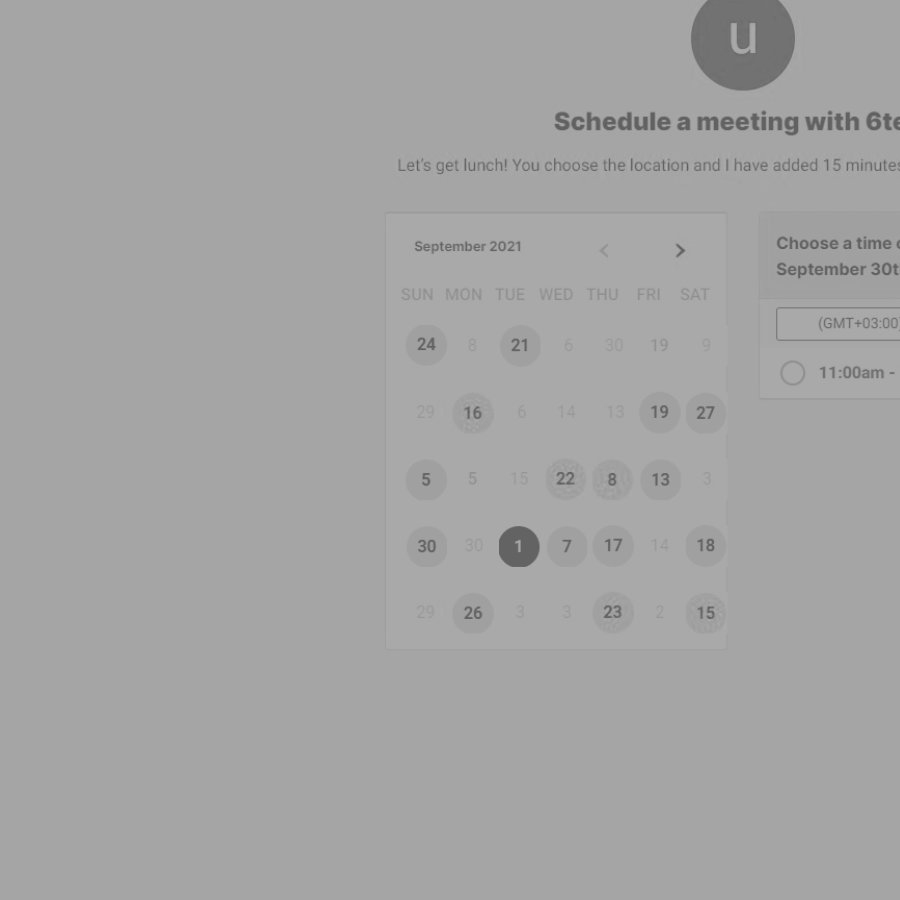 u
Schedule a meeting with 6te
Let's get lunch! You choose the location and I have added 15 minutes
September 2021
Choose a time o
September 30t
SUN MON TUE WED THU FRI SAT
(GMT+03:00)
24 8 21 6 30 19 9
11:00am -
29 16 6 14 13 19 27
5 5 15 22 8 13 3
30 30 1 7 17 14 18
29 26 3 3 23 2 15